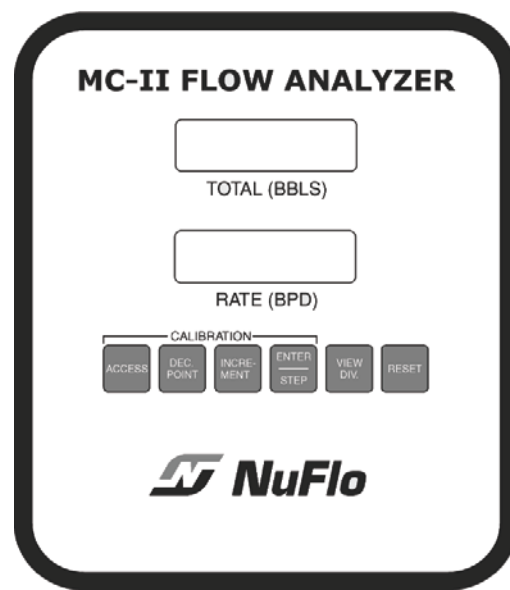 MC-II FLOW ANALYZER
TOTAL (BBLS)
RATE (BPD)
CALIBRATION
ACCESS
DEC.
POINT
INCRE-
MENT
ENTER
STEP
VIEW
DIV.
RESET
NuFlo